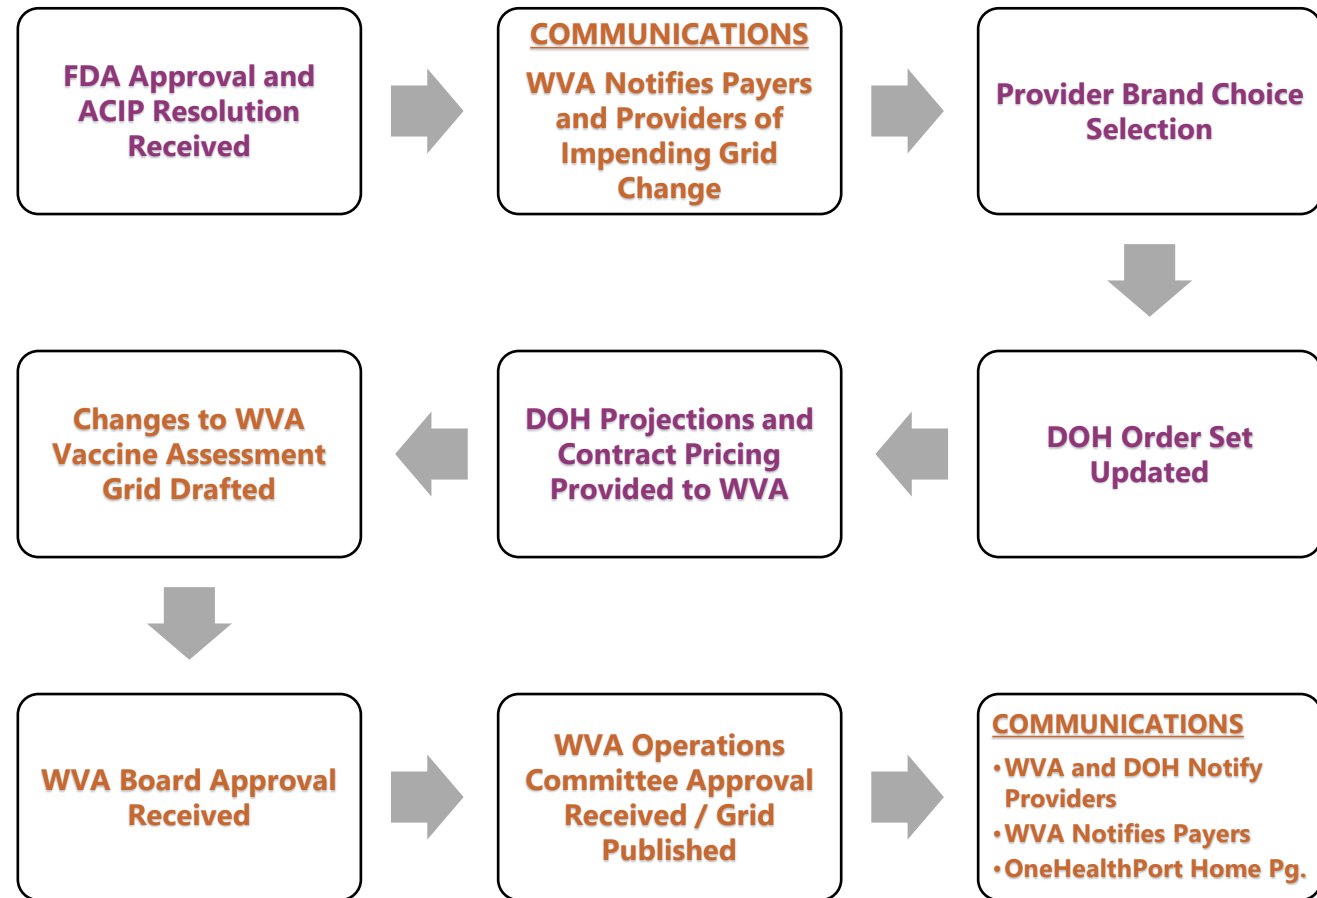 FDA Approval and
ACIP Resolution
Received
COMMUNICATIONS
WVA Notifies Payers
and Providers of
Impending Grid
Change
Provider Brand Choice
Selection
DOH Order Set
Updated
DOH Projections and
Contract Pricing
Provided to WVA
Changes to WVA
Vaccine Assessment
Grid Drafted
WVA Board Approval
Received
WVA Operations
Committee Approval
Received / Grid
Published
COMMUNICATIONS
•WVA and DOH Notify
Providers
•WVA Notifies Payers
•OneHealthPort Home Pg.